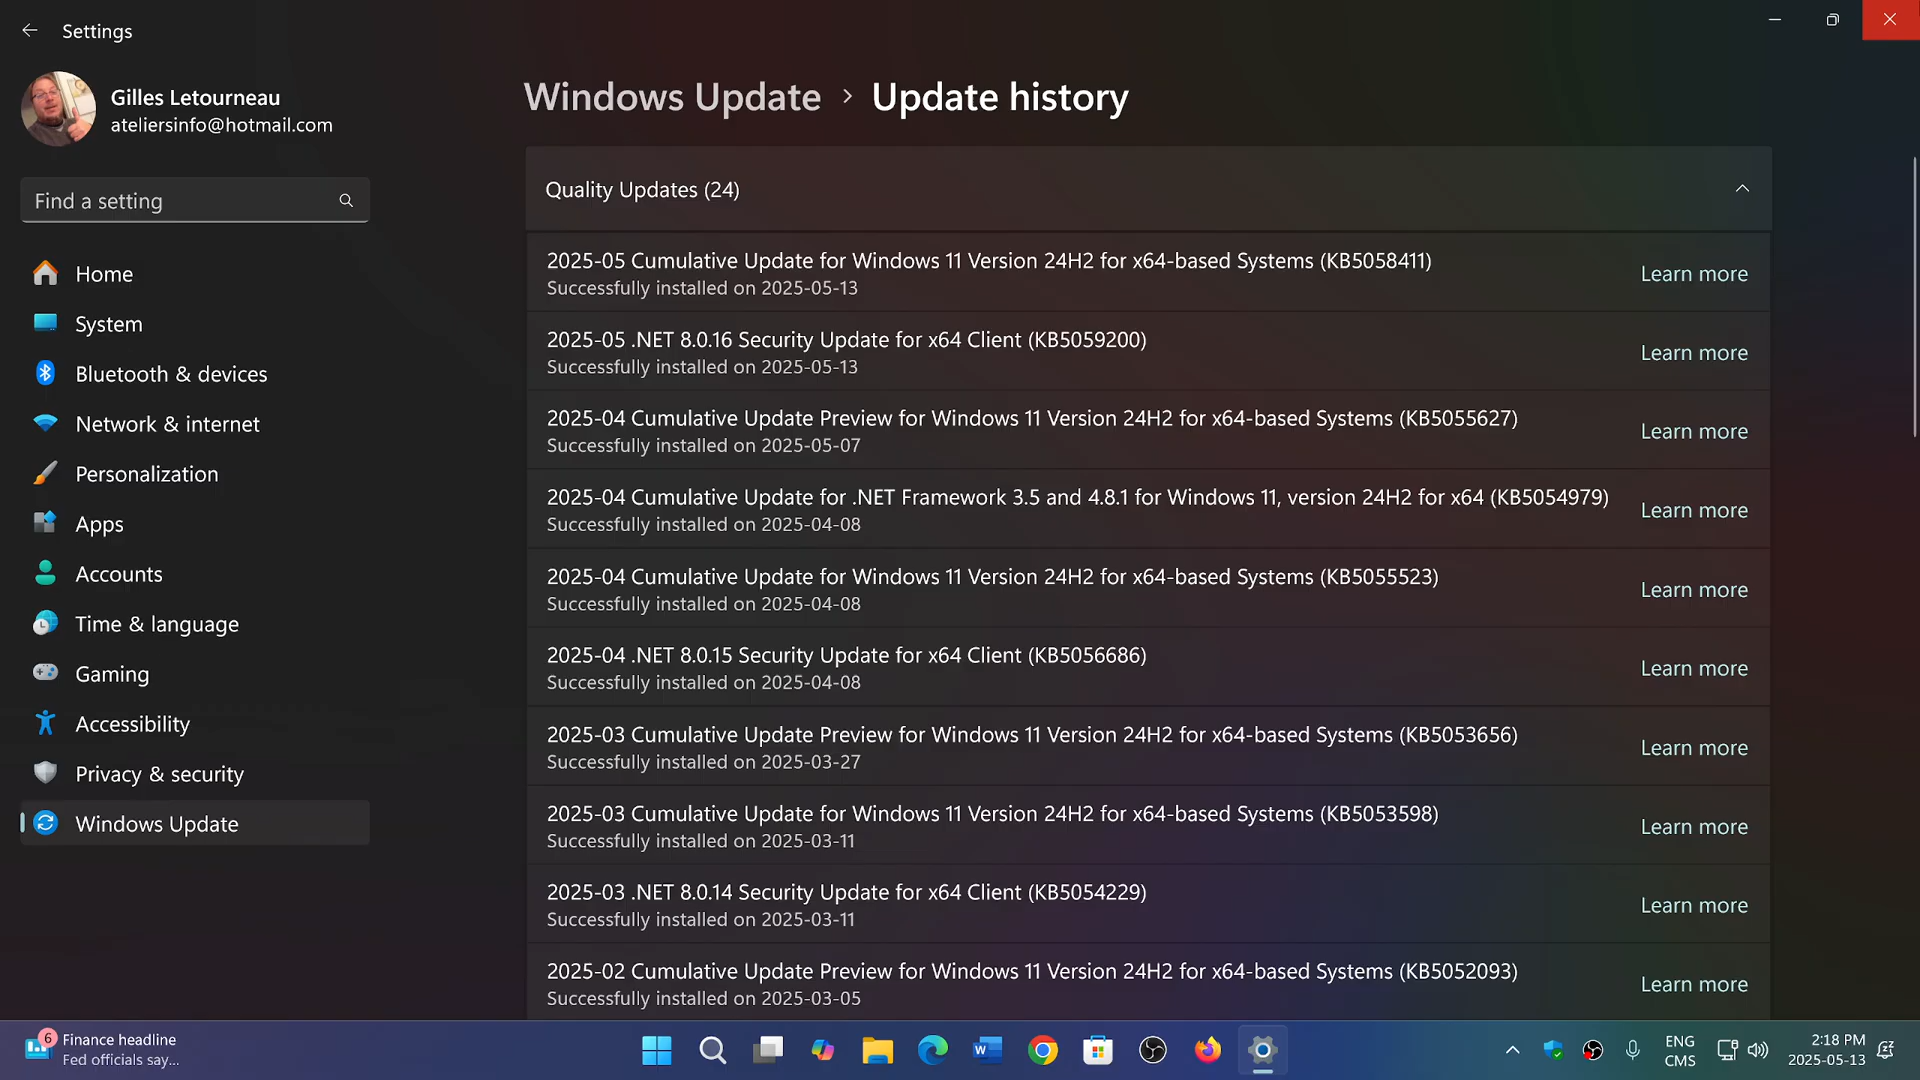 Settings
Gilles Letourneau
ateliersinfo@hotmail.com
Find a setting
Home
System
Bluetooth & devices
Network & internet
Personalization
Apps
Accounts
Time & language
Gaming
Accessibility
Privacy & security
Windows Update
Windows Update > Update history
Quality Updates (24)
2025-05 Cumulative Update for Windows 11 Version 24H2 for x64-based Systems (KB5058411)
Successfully installed on 2025-05-13
Learn more
2025-05 .NET 8.0.16 Security Update for x64 Client (KB5059200)
Successfully installed on 2025-05-13
Learn more
2025-04 Cumulative Update Preview for Windows 11 Version 24H2 for x64-based Systems (KB5055627)
Successfully installed on 2025-05-07
Learn more
2025-04 Cumulative Update for .NET Framework 3.5 and 4.8.1 for Windows 11, version 24H2 for x64 (KB5054979)
Successfully installed on 2025-04-08
Learn more
2025-04 Cumulative Update for Windows 11 Version 24H2 for x64-based Systems (KB5055523)
Successfully installed on 2025-04-08
Learn more
2025-04 .NET 8.0.15 Security Update for x64 Client (KB5056686)
Successfully installed on 2025-04-08
Learn more
2025-03 Cumulative Update Preview for Windows 11 Version 24H2 for x64-based Systems (KB5053656)
Successfully installed on 2025-03-27
Learn more
2025-03 Cumulative Update for Windows 11 Version 24H2 for x64-based Systems (KB5053598)
Successfully installed on 2025-03-11
Learn more
2025-03 .NET 8.0.14 Security Update for x64 Client (KB5054229)
Successfully installed on 2025-03-11
Learn more
2025-02 Cumulative Update Preview for Windows 11 Version 24H2 for x64-based Systems (KB5052093)
Successfully installed on 2025-03-05
Learn more
6
Finance headline
Fed officials say...
W
ENG
CMS
2:18 PM
2025-05-13